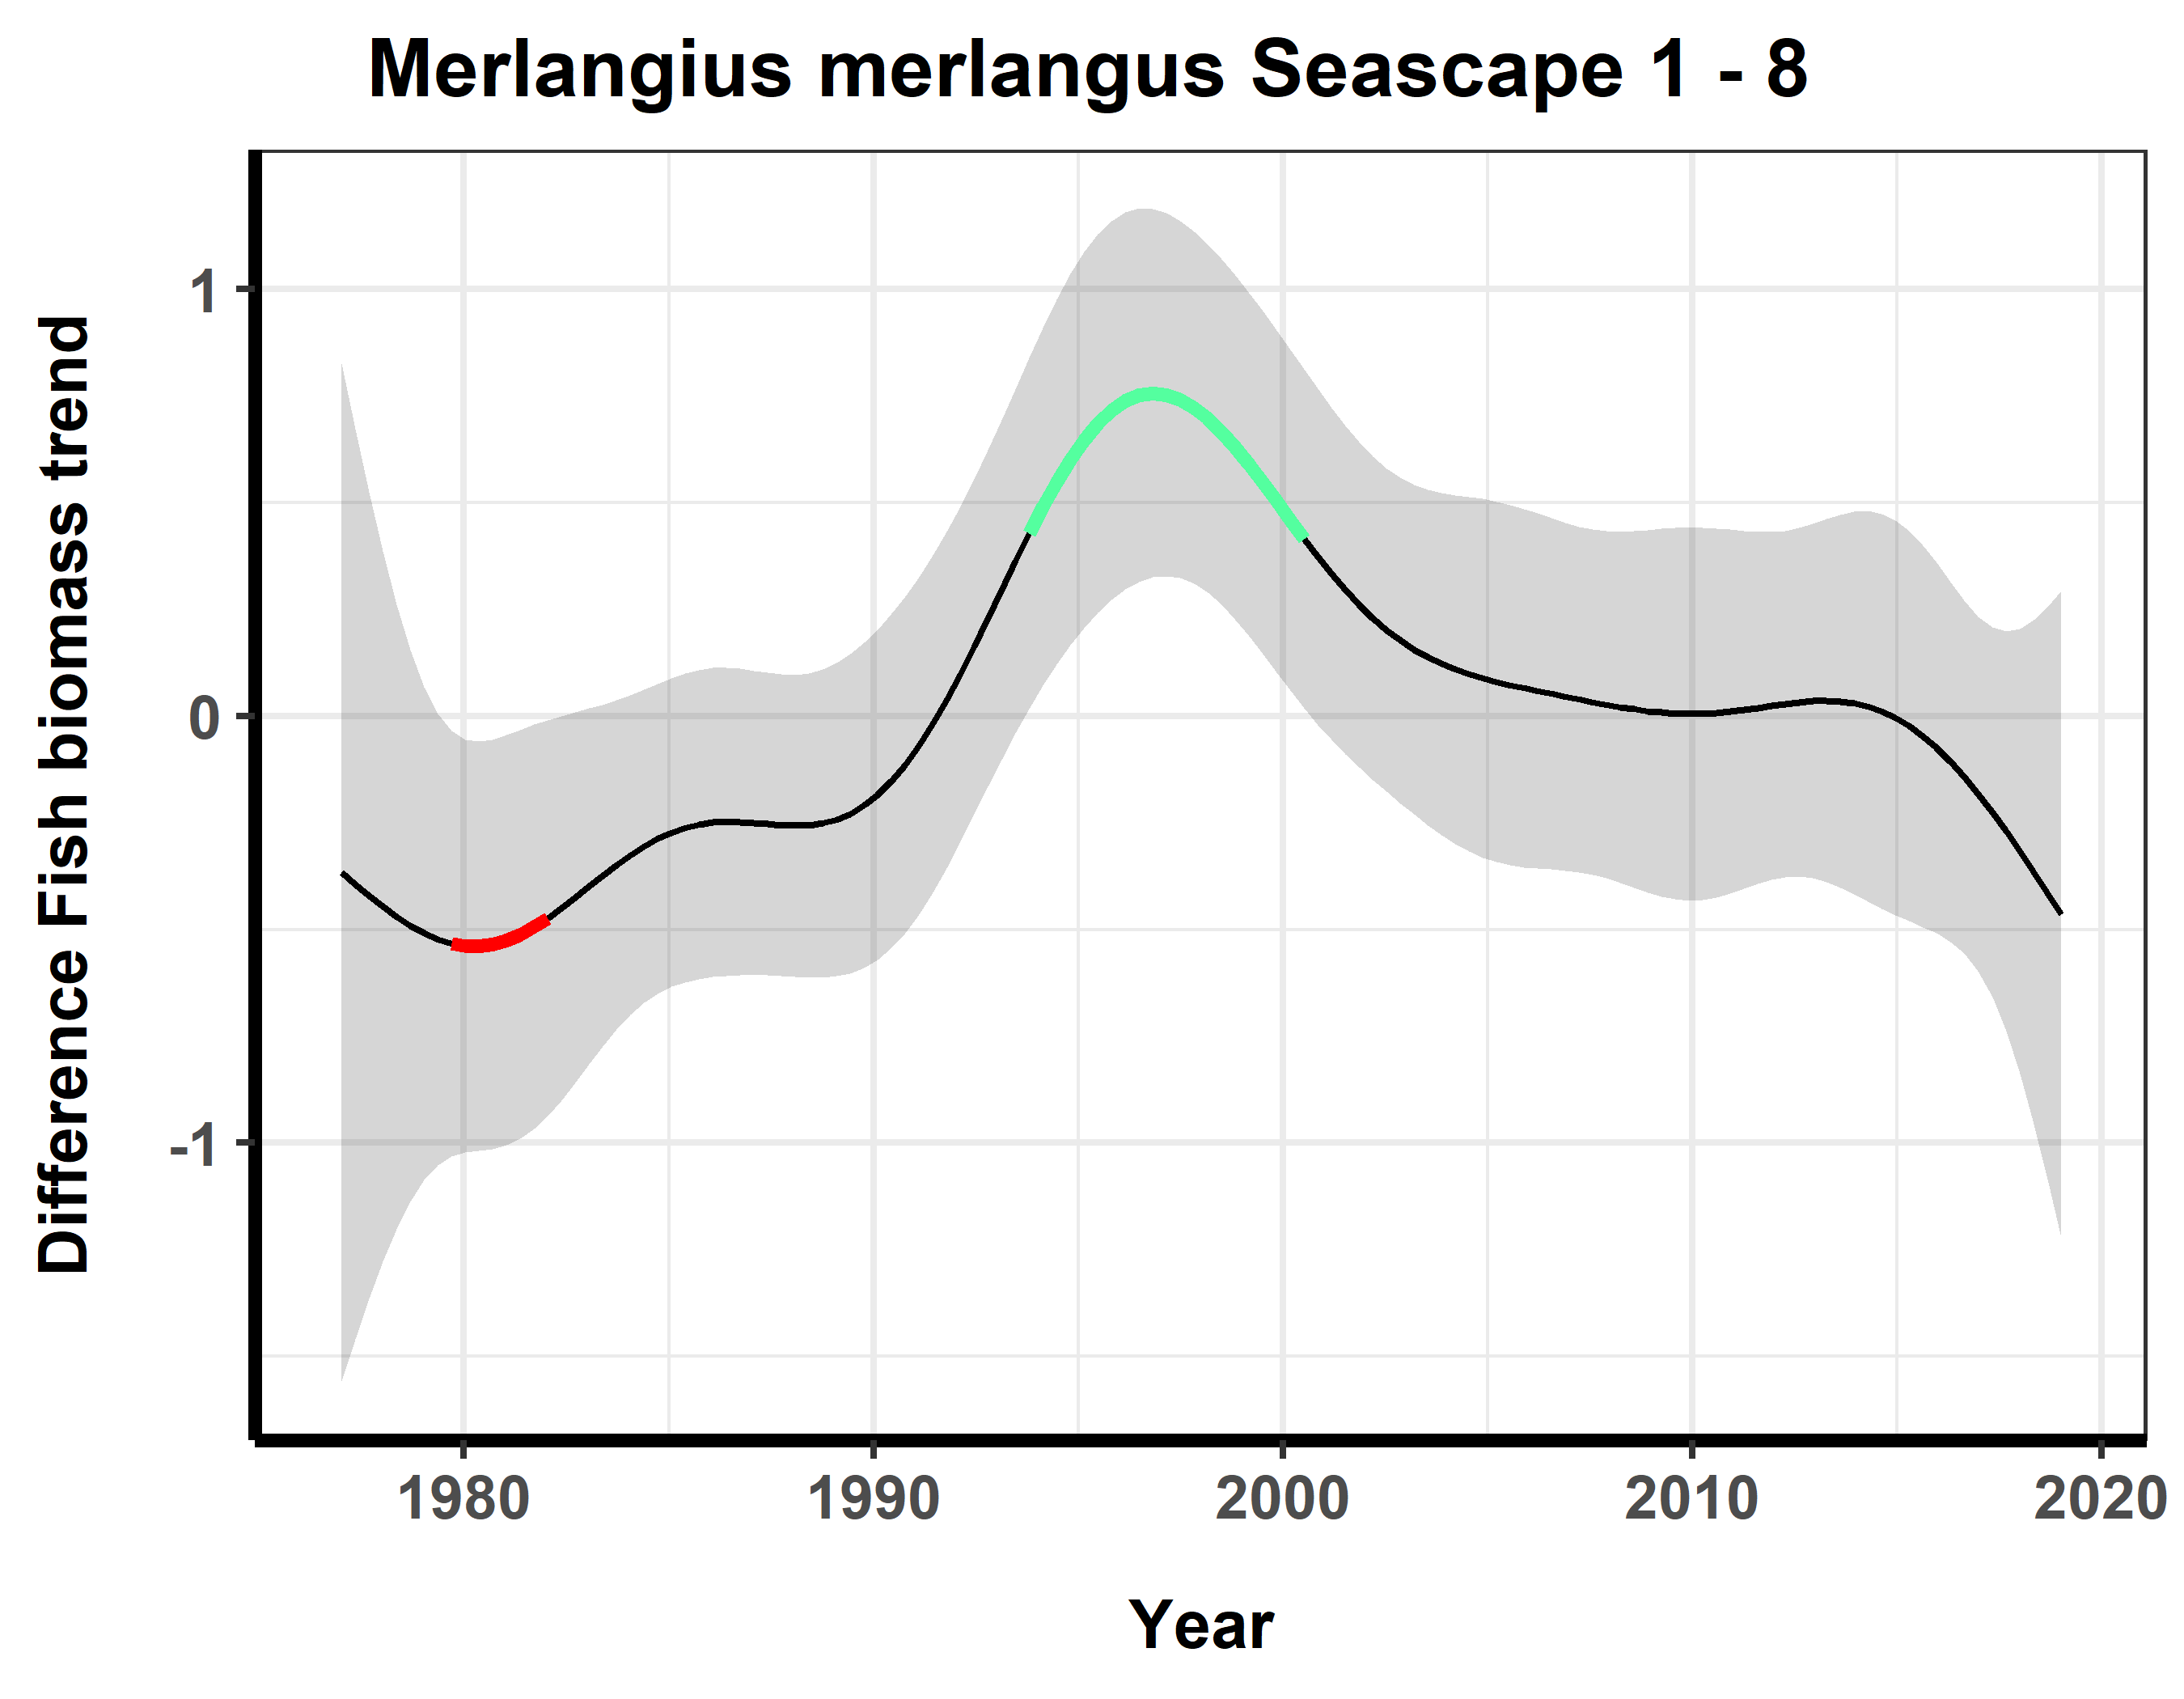 Merlangius merlangus Seascape 1 - 8
Difference Fish biomass trend
1
0
-1
1980
1990
2000
2010
2020
Year